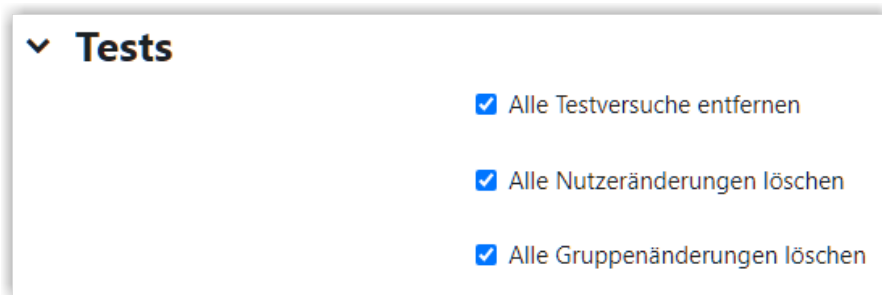 Tests
Alle Testversuche entfernen
Alle Nutzeränderungen löschen
Alle Gruppenänderungen löschen